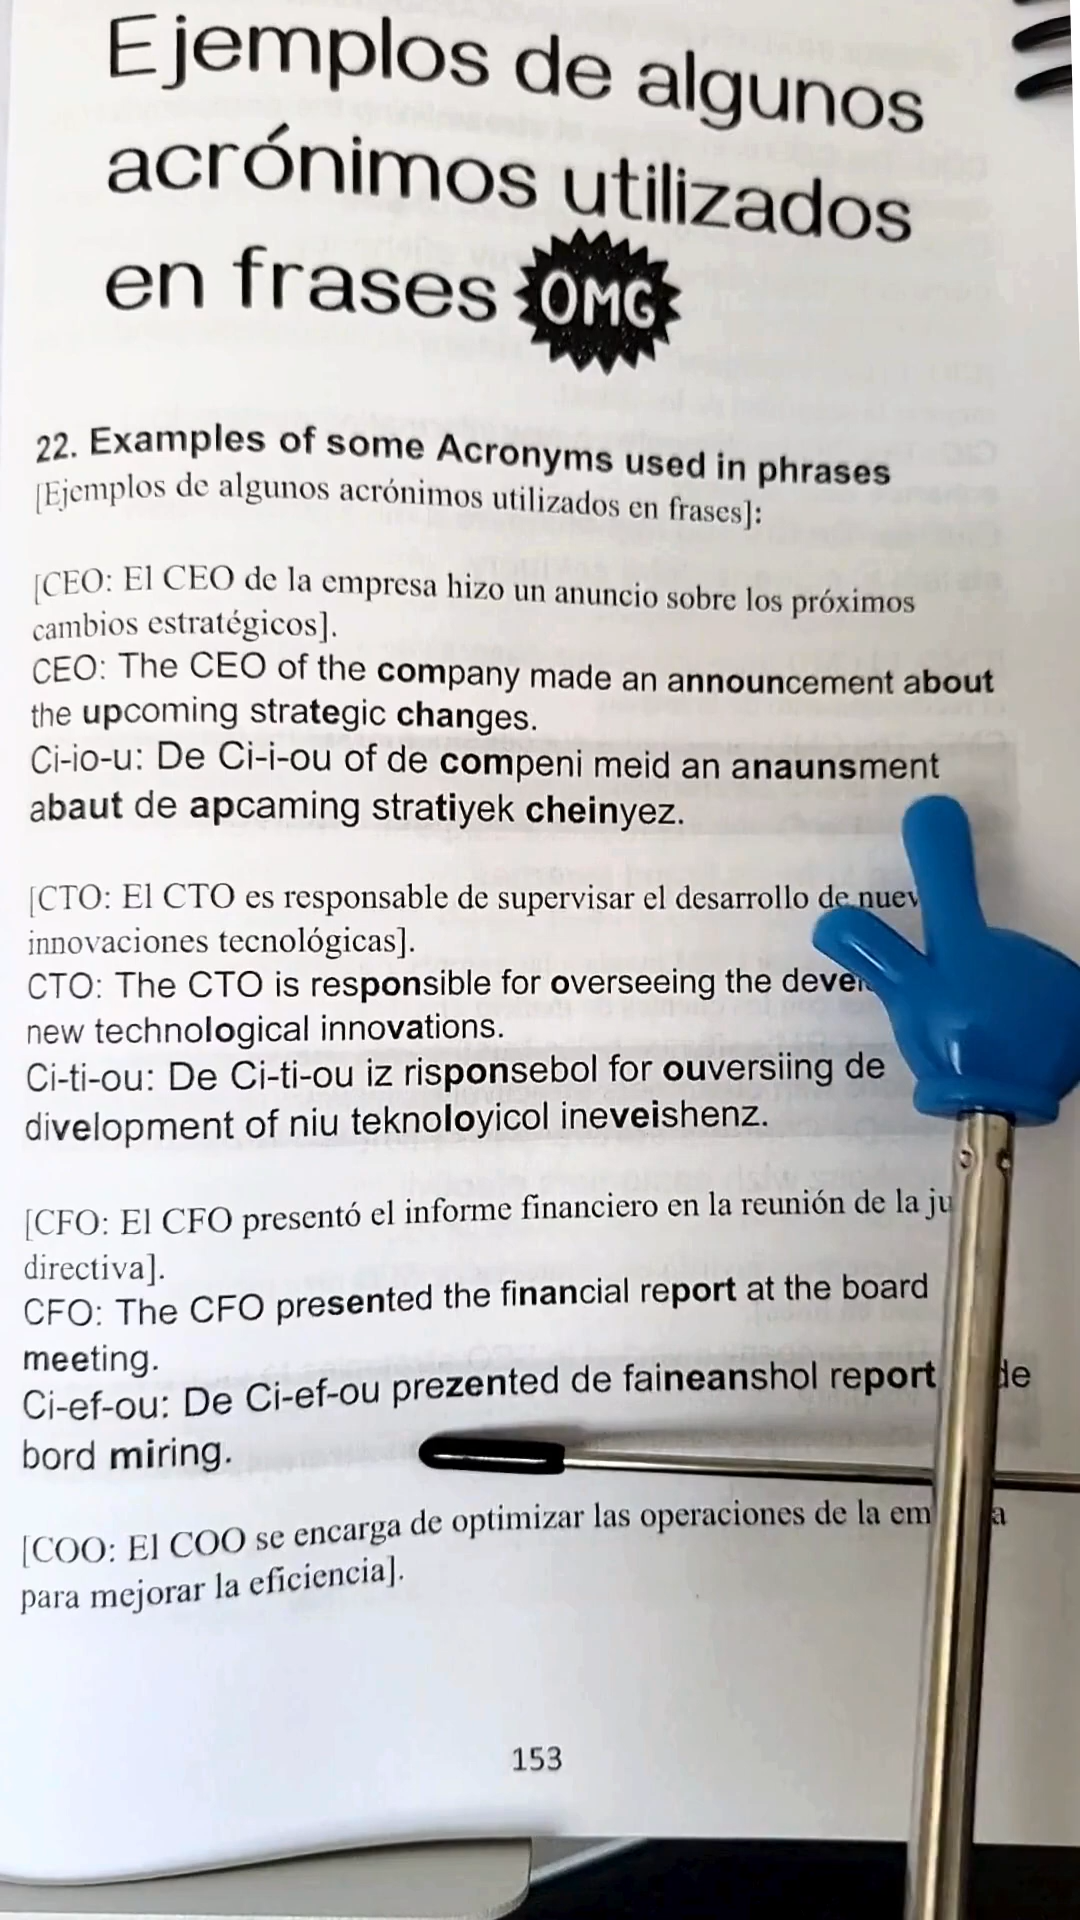 Ejemplos de algunos
acrónimos utilizados
en frases OMG
22. Examples of some Acronyms used in phrases
[Ejemplos de algunos acrónimos utilizados en frases]:
[CEO: El CEO de la empresa hizo un anuncio sobre los próximos
cambios estratégicos].
CEO: The CEO of the company made an announcement about
the upcoming strategic changes.
Ci-io-u: De Ci-i-ou of de compeni meid an anaunsment
abaut de apcaming stratiyek cheinyez.
[CTO: El CTO es responsable de supervisar el desarrollo de
innovaciones tecnológicas].
CTO: The CTO is responsible for overseeing the
new technological innovations.
Ci-ti-ou: De Ci-ti-ou iz risponsebol for ouversiing de
divelopment of niu teknoloyicol ineveishenz.
[CFO: El CFO presentó el informe financiero en la reunión de la
directiva].
CFO: The CFO presented the financial report at the board
meeting.
Ci-ef-ou: De Ci-ef-ou prezented de faineanshol report de
bord miring.
[COO: El COO se encarga de optimizar las operaciones de la
para mejorar la eficiencia].
153